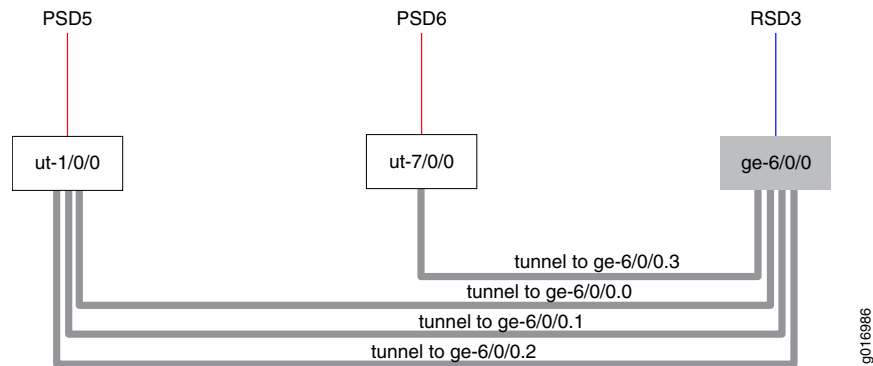 PSD5
PSD6
RSD3
ut-1/0/0
ut-7/0/0
ge-6/0/0
tunnel to ge-6/0/0.3
tunnel to ge-6/0/0.0
tunnel to ge-6/0/0.1
tunnel to ge-6/0/0.2
g016986